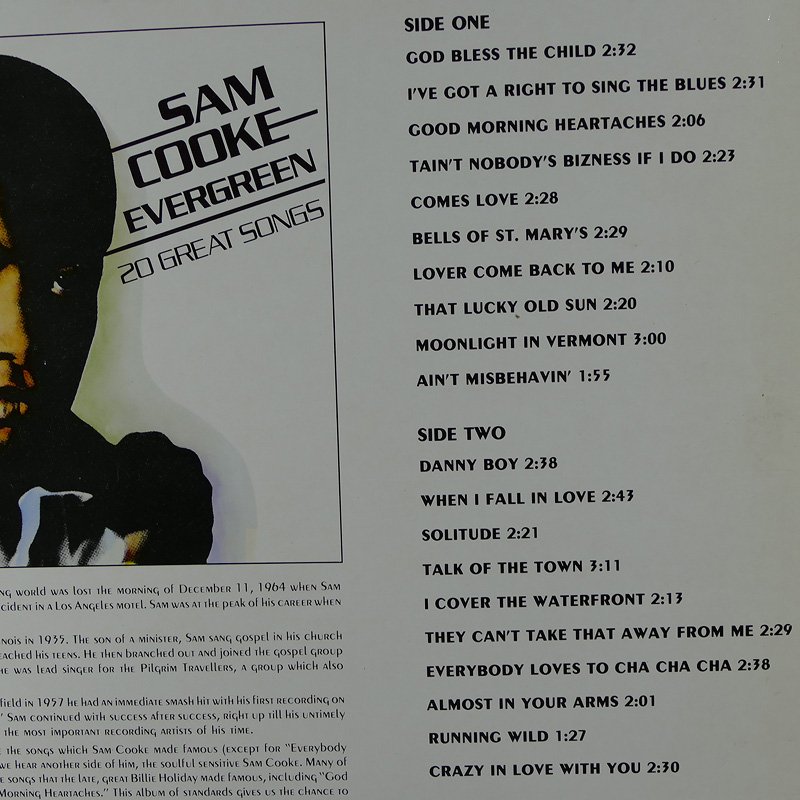 SAM
COOKE
EVERGREEN
20 GREAT SONGS
SIDE ONE
GOD BLESS THE CHILD 2:32
I'VE GOT A RIGHT TO SING THE BLUES 2:31
GOOD MORNING HEARTACHES 2:06
TAIN'T NOBODY'S BIZNESS IF I DO 2:23
COMES LOVE 2:28
BELLS OF ST. MARY'S 2:29
LOVER COME BACK TO ME 2:10
THAT LUCKY OLD SUN 2:20
MOONLIGHT IN VERMONT 3:00
AIN'T MISBEHAVIN' 1:55
SIDE TWO
DANNY BOY 2:38
WHEN I FALL IN LOVE 2:43
SOLITUDE 2:21
TALK OF THE TOWN 3:11
I COVER THE WATERFRONT 2:13
THEY CAN'T TAKE THAT AWAY FROM ME 2:29
EVERYBODY LOVES TO CHA CHA CHA 2:38
ALMOST IN YOUR ARMS 2:01
RUNNING WILD 1:27
CRAZY IN LOVE WITH YOU 2:30
world was lost the morning of December 11, 1964 when Sam
in a Los Angeles motel. Sam was at the peak of his career when
in 1935. The son of a minister, Sam sang gospel in his church
his teens. He then branched out and joined the gospel group
he was lead singer for the Pilgrim Travellers, a group which also
in 1957 he had an immediate smash hit with his first recording on
Sam continued with success after success, right up till his untimely
the most important recording artists of his time.
the songs which Sam Cooke made famous (except for "Everybody
we hear another side of him, the soulful sensitive Sam Cooke. Many of
songs that the late, great Billie Holiday made famous, including "God
Morning Heartaches." This album of standards gives us the chance to